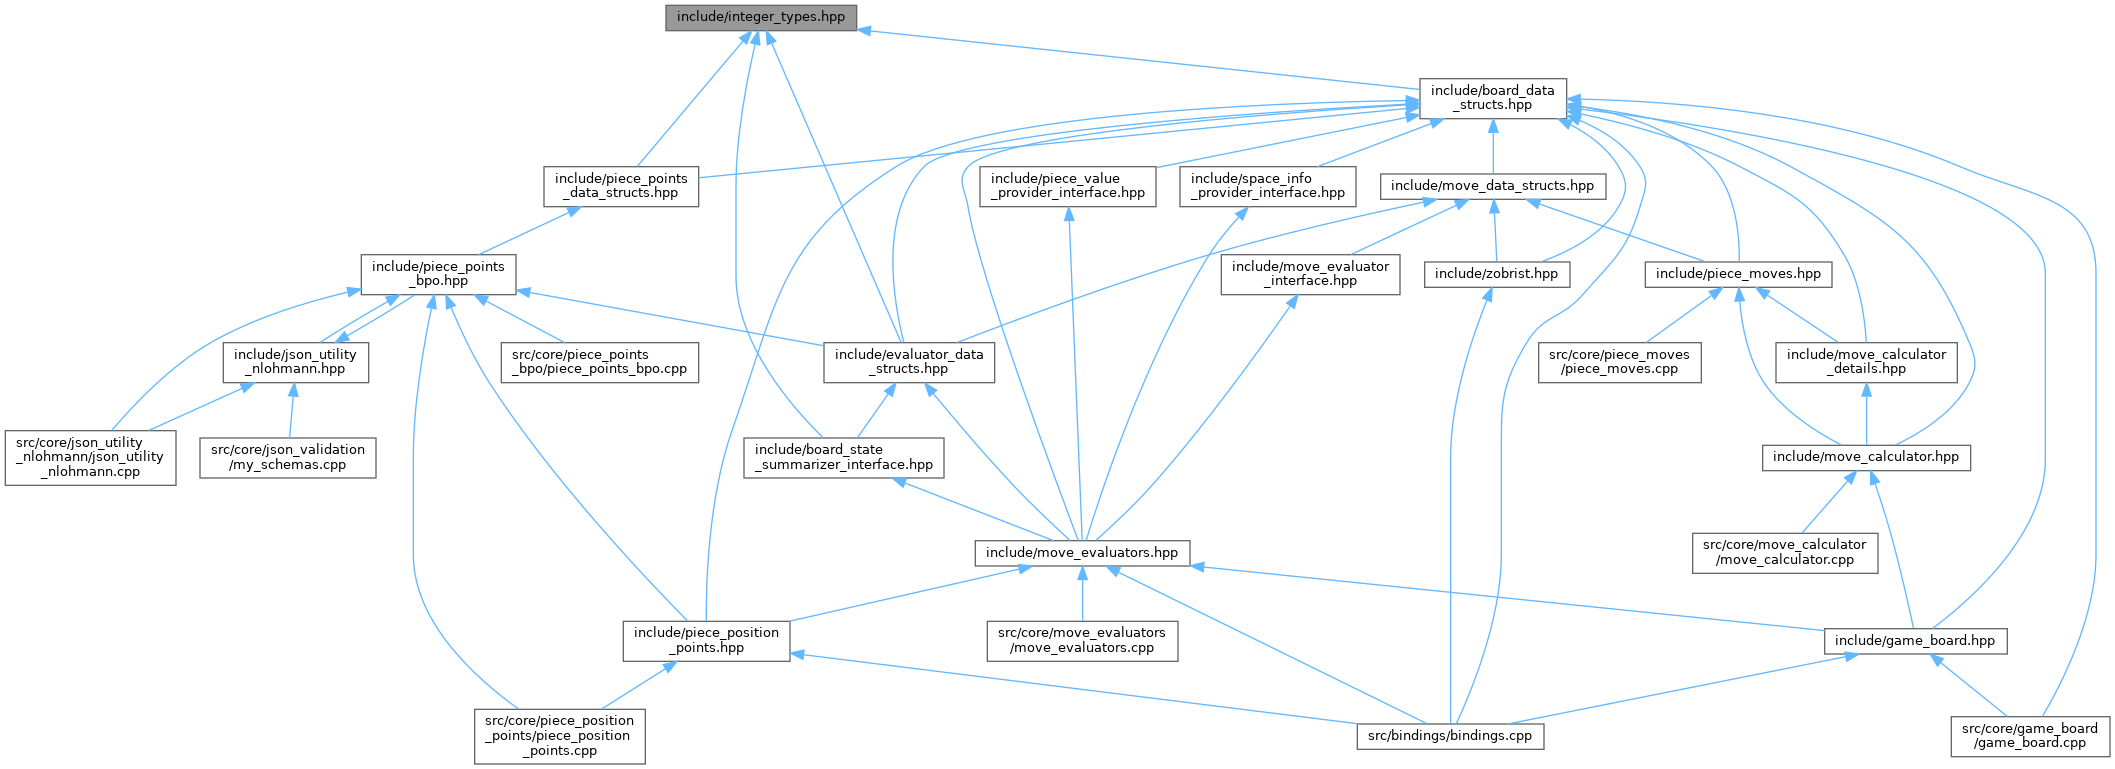 include/integer_types.hpp
include/board_data
_structs.hpp
include/piece_points
_data_structs.hpp
include/piece_value
_provider_interface.hpp
include/space_info
_provider_interface.hpp
include/move_data_structs.hpp
include/piece_points
_bpo.hpp
include/move_evaluator
_interface.hpp
include/zobrist.hpp
include/piece_moves.hpp
include/json_utility
_nlohmann.hpp
src/core/piece_points
_bpo/piece_points_bpo.cpp
include/evaluator_data
_structs.hpp
src/core/piece_moves
/piece_moves.cpp
include/move_calculator
_details.hpp
src/core/json_utility
_nlohmann/json_utility
_nlohmann.cpp
src/core/json_validation
/my_schemas.cpp
include/board_state
_summarizer_interface.hpp
include/move_calculator.hpp
include/move_evaluators.hpp
src/core/move_calculator
/move_calculator.cpp
include/piece_position
_points.hpp
src/core/move_evaluators
/move_evaluators.cpp
include/game_board.hpp
src/core/piece_position
_points/piece_position
_points.cpp
src/bindings/bindings.cpp
src/core/game_board
/game_board.cpp